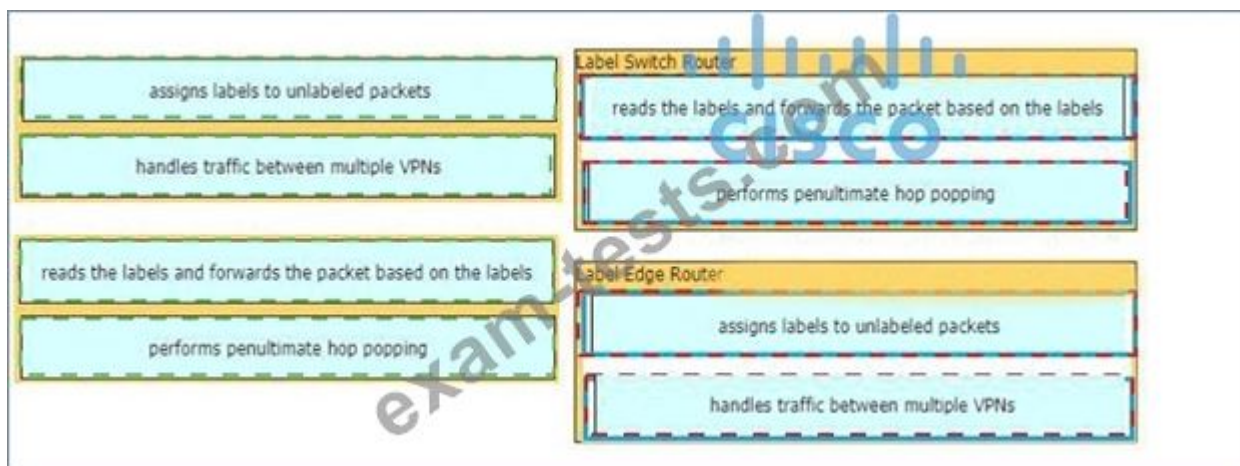 assigns labels to unlabeled packets
handles traffic between multiple VPNs
reads the labels and forwards the packet based on the labels
performs penultimate hop popping
Label Switch Router
reads the labels and forwards the packet based on the labels
performs penultimate hop popping
Label Edge Router
assigns labels to unlabeled packets
handles traffic between multiple VPNs
CISCO
exam-tests.com